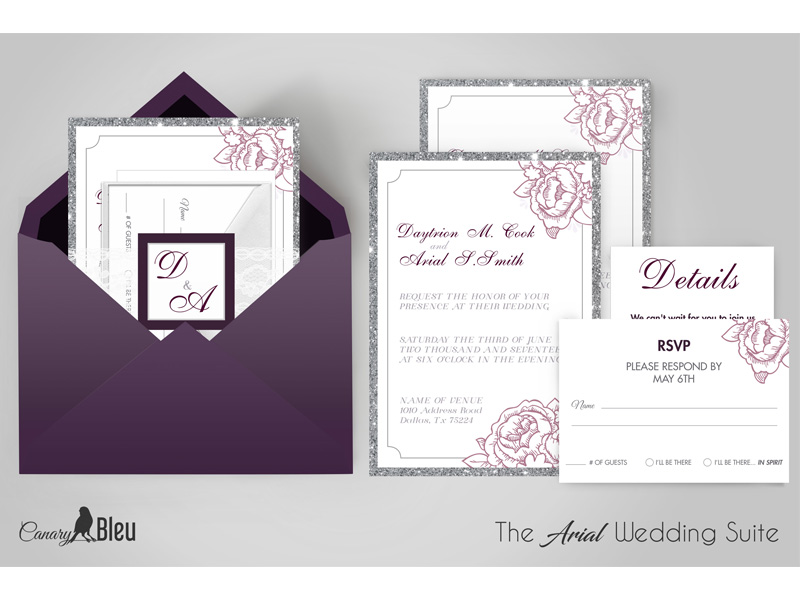 # OF GUESTS
Name
D
&
A
Daytrion M. Cook
and
Arial S.Smith
REQUEST THE HONOR OF YOUR
PRESENCE AT THEIR WEDDING
SATURDAY THE THIRD OF JUNE
TWO THOUSAND AND SEVENTEE
AT SIX O'CLOCK IN THE EVENING
NAME OF VENUE
1010 Address Road
Dallas, Tx 75224
Details
We can't wait for you to join us
RSVP
PLEASE RESPOND BY
MAY 6TH
Name
# OF GUESTS
I'LL BE THERE
I'LL BE THERE... IN SPIRIT
Canary Bleu
The Arial Wedding Suite